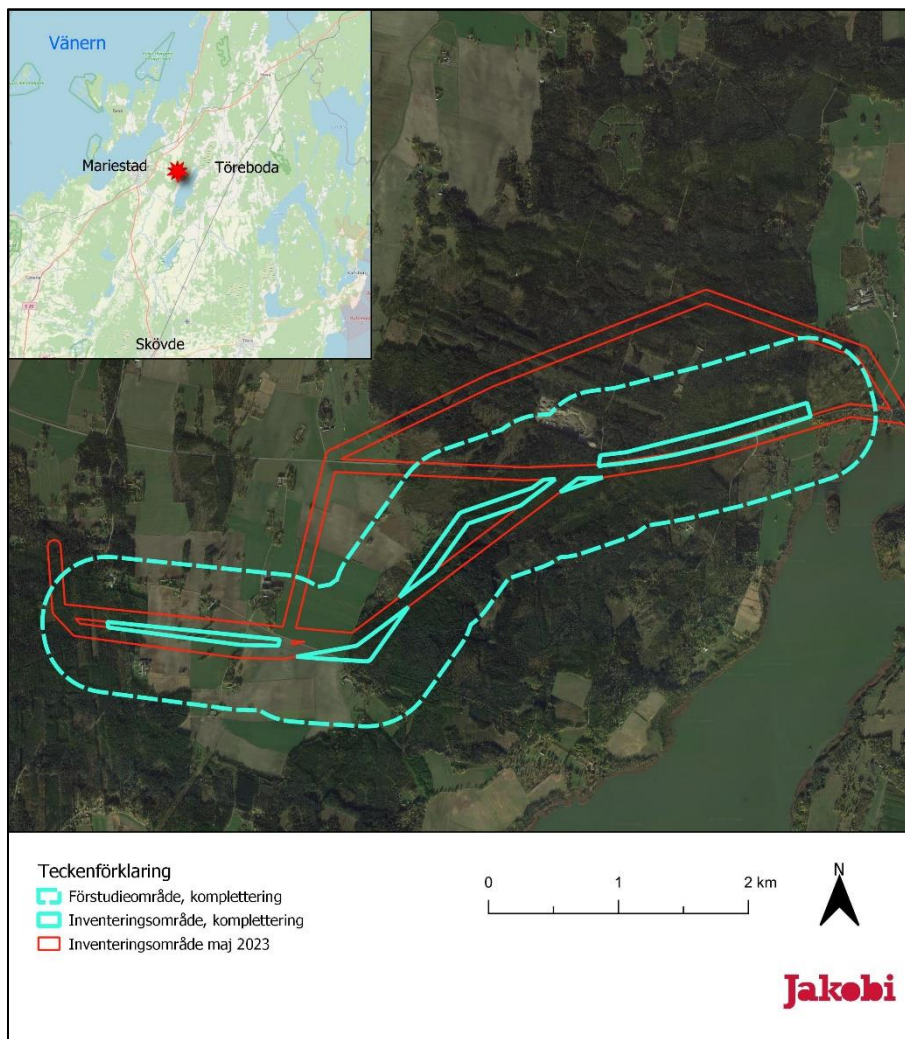 Vänern
Mariestad
Töreboda
Skövde
Teckenförklaring
Förstudieområde, komplettering
Inventeringsområde, komplettering
Inventeringsområde maj 2023
0 1 2 km
N
Jakobi